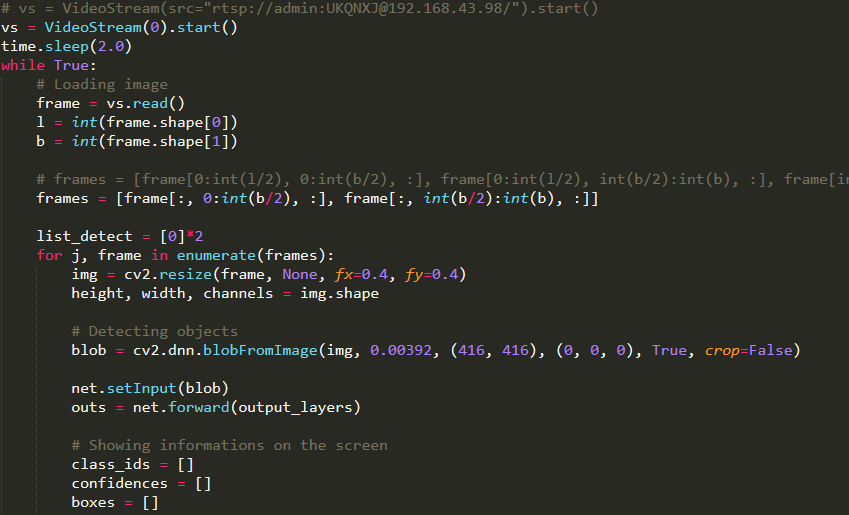 # vs = VideoStream(src="rtsp://admin:UKQNXJ@192.168.43.98/").start()
vs = VideoStream(0).start()
time.sleep(2.0)
while True:
    # Loading image
    frame = vs.read()
    l = int(frame.shape[0])
    b = int(frame.shape[1])
    # frames = [frame[0:int(l/2), 0:int(b/2), :], frame[0:int(l/2), int(b/2):int(b), :], frame[in
    frames = [frame[:, 0:int(b/2), :], frame[:, int(b/2):int(b), :]]
    list_detect = [0]*2
    for j, frame in enumerate(frames):
        img = cv2.resize(frame, None, fx=0.4, fy=0.4)
        height, width, channels = img.shape
        # Detecting objects
        blob = cv2.dnn.blobFromImage(img, 0.00392, (416, 416), (0, 0, 0), True, crop=False)
        net.setInput(blob)
        outs = net.forward(output_layers)
        # Showing informations on the screen
        class_ids = []
        confidences = []
        boxes = []